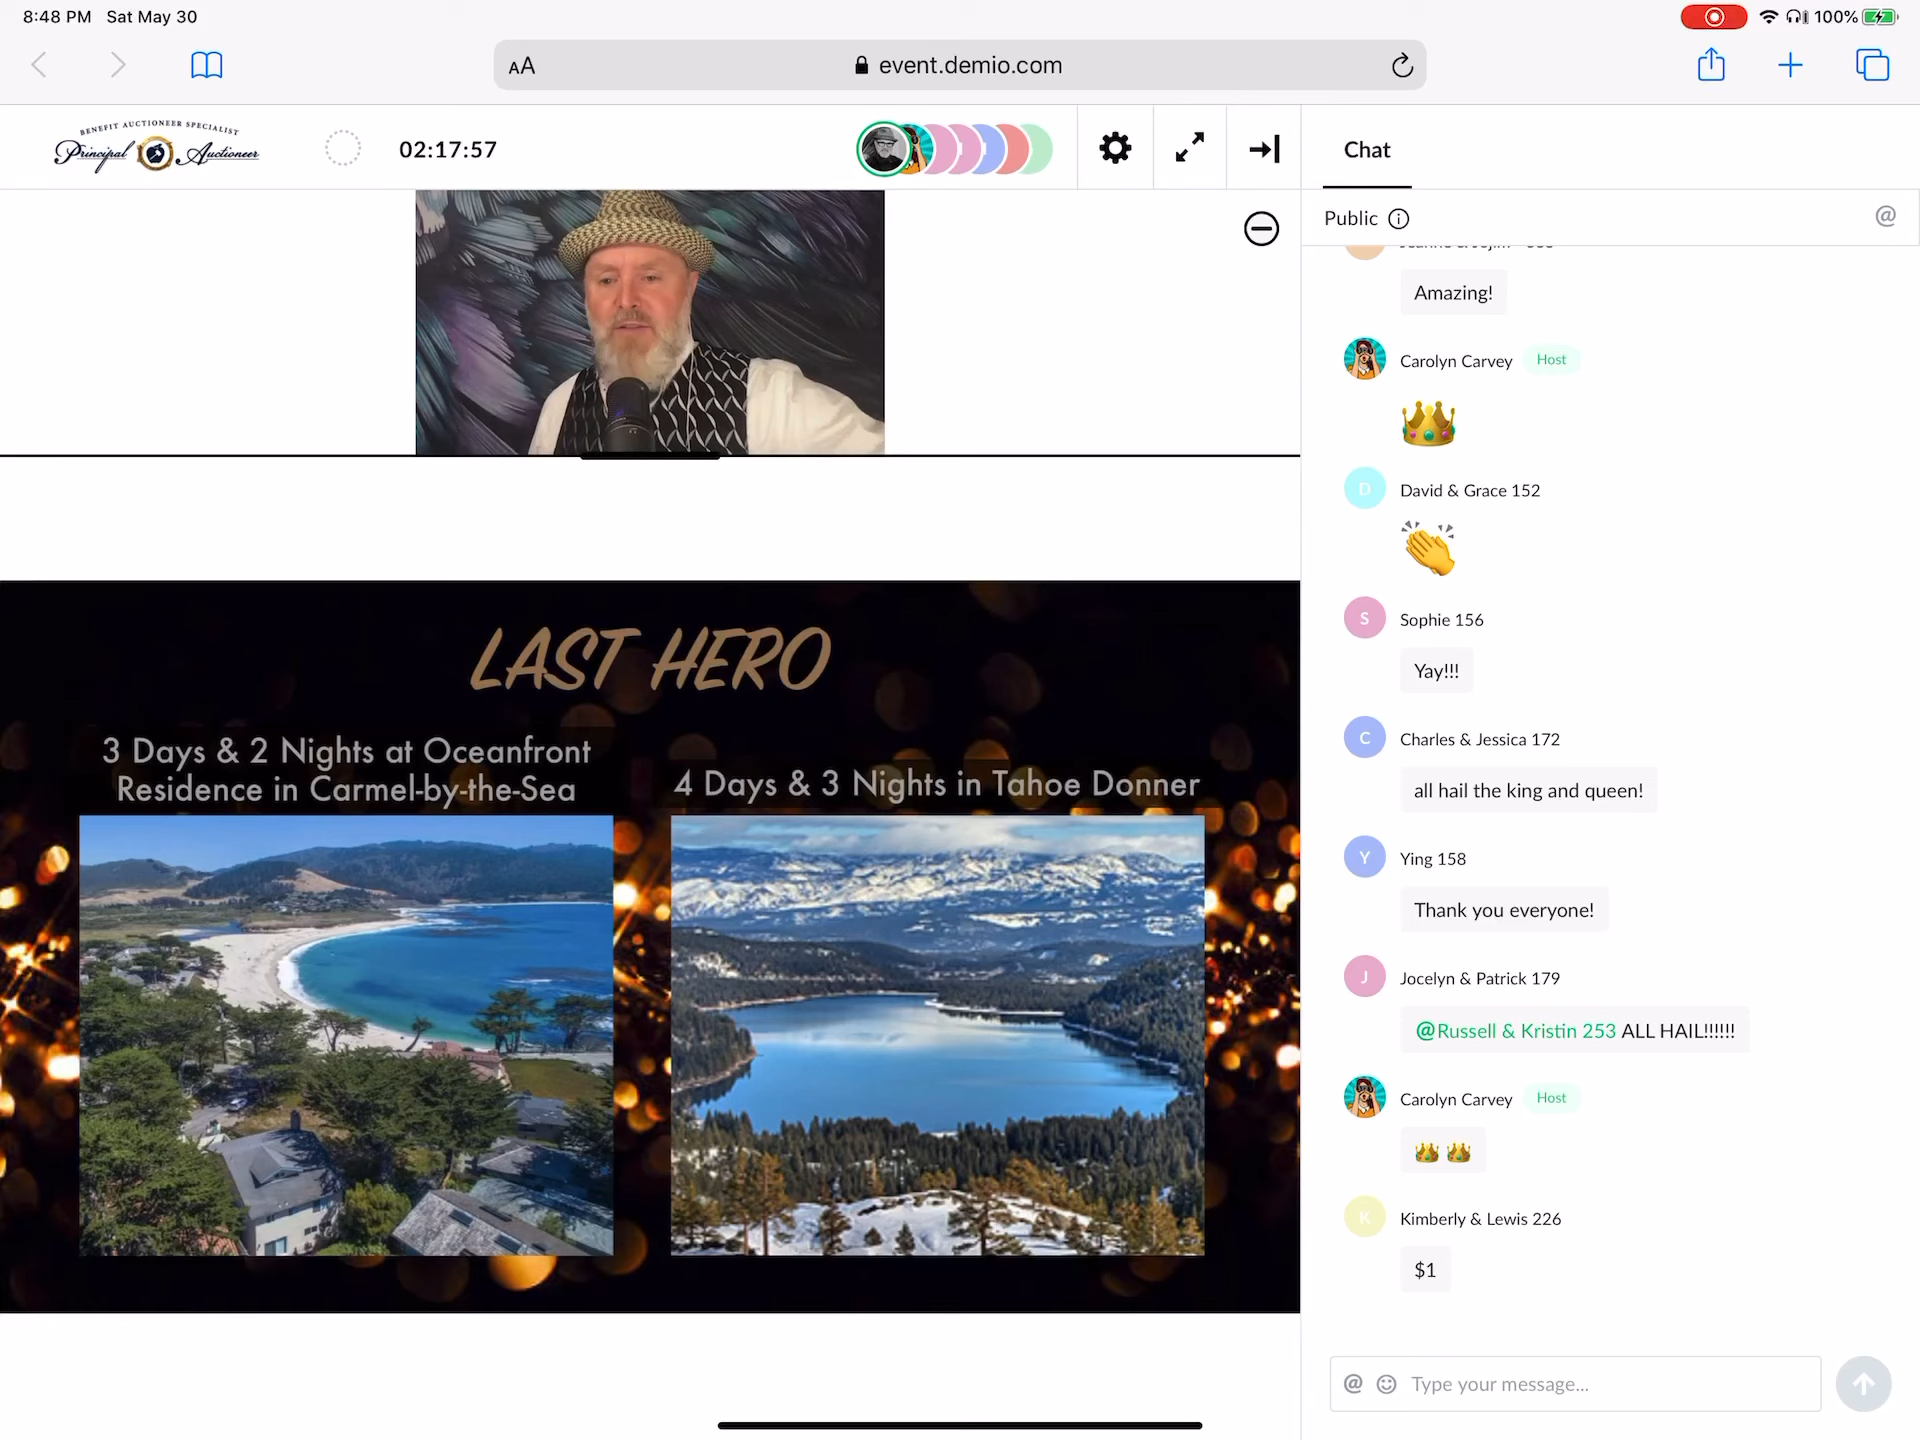 8:48 PM Sat May 30
100%
AA
event.demio.com
BENEFIT AUCTIONEER SPECIALIST
Principal Auctioneer
02:17:57
Chat
Public
@
Amazing!
Carolyn Carvey Host
David & Grace 152
S
Sophie 156
Yay!!!
C
Charles & Jessica 172
all hail the king and queen!
Y
Ying 158
Thank you everyone!
J
Jocelyn & Patrick 179
@Russell & Kristin 253 ALL HAIL!!!!!!
Carolyn Carvey Host
K
Kimberly & Lewis 226
$1
@ Type your message...
LAST HERO
3 Days & 2 Nights at Oceanfront
Residence in Carmel-by-the-Sea
4 Days & 3 Nights in Tahoe Donner